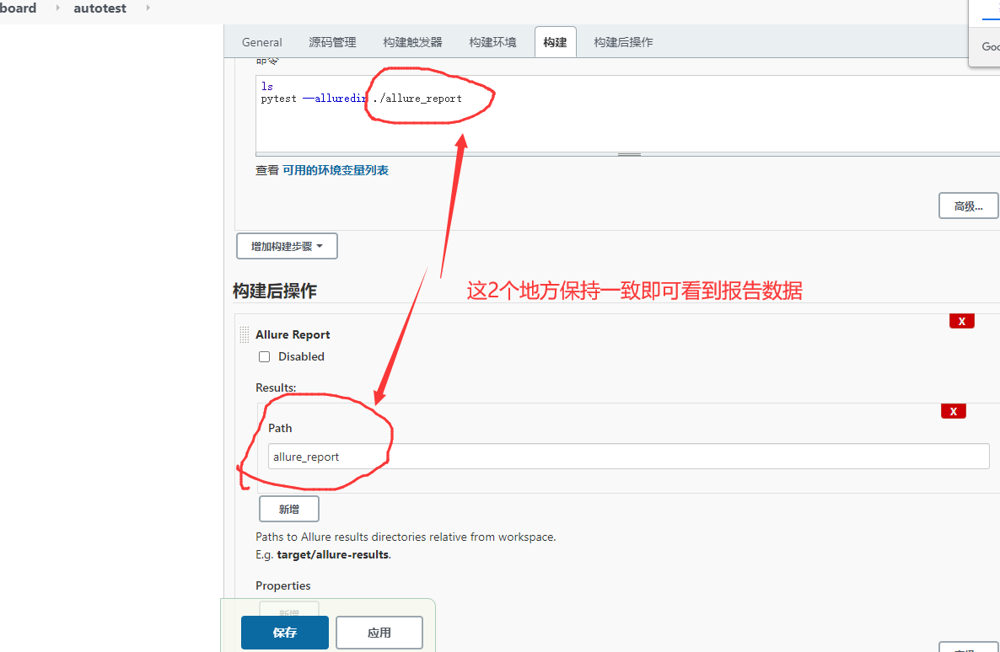 board autotest
General 源码管理 构建触发器 构建环境 构建 构建后操作
命令
ls
pytest —alluredir ./allure_report
查看 可用的环境变量列表
高级...
增加构建步骤
构建后操作
这2个地方保持一致即可看到报告数据
X
Allure Report
Disabled
Results:
X
Path
allure_report
新增
Paths to Allure results directories relative from workspace.
E.g. target/allure-results.
Properties
新增
保存 应用
Goo